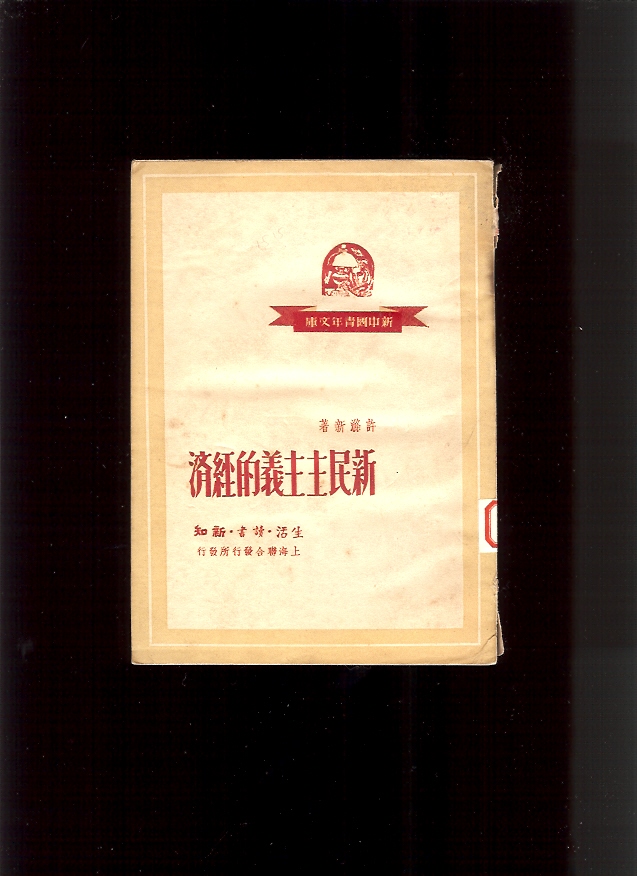 新中國青年文庫
許滌新著
新民主主義的經濟
生活·讀書·新知
上海聯合發行所發行